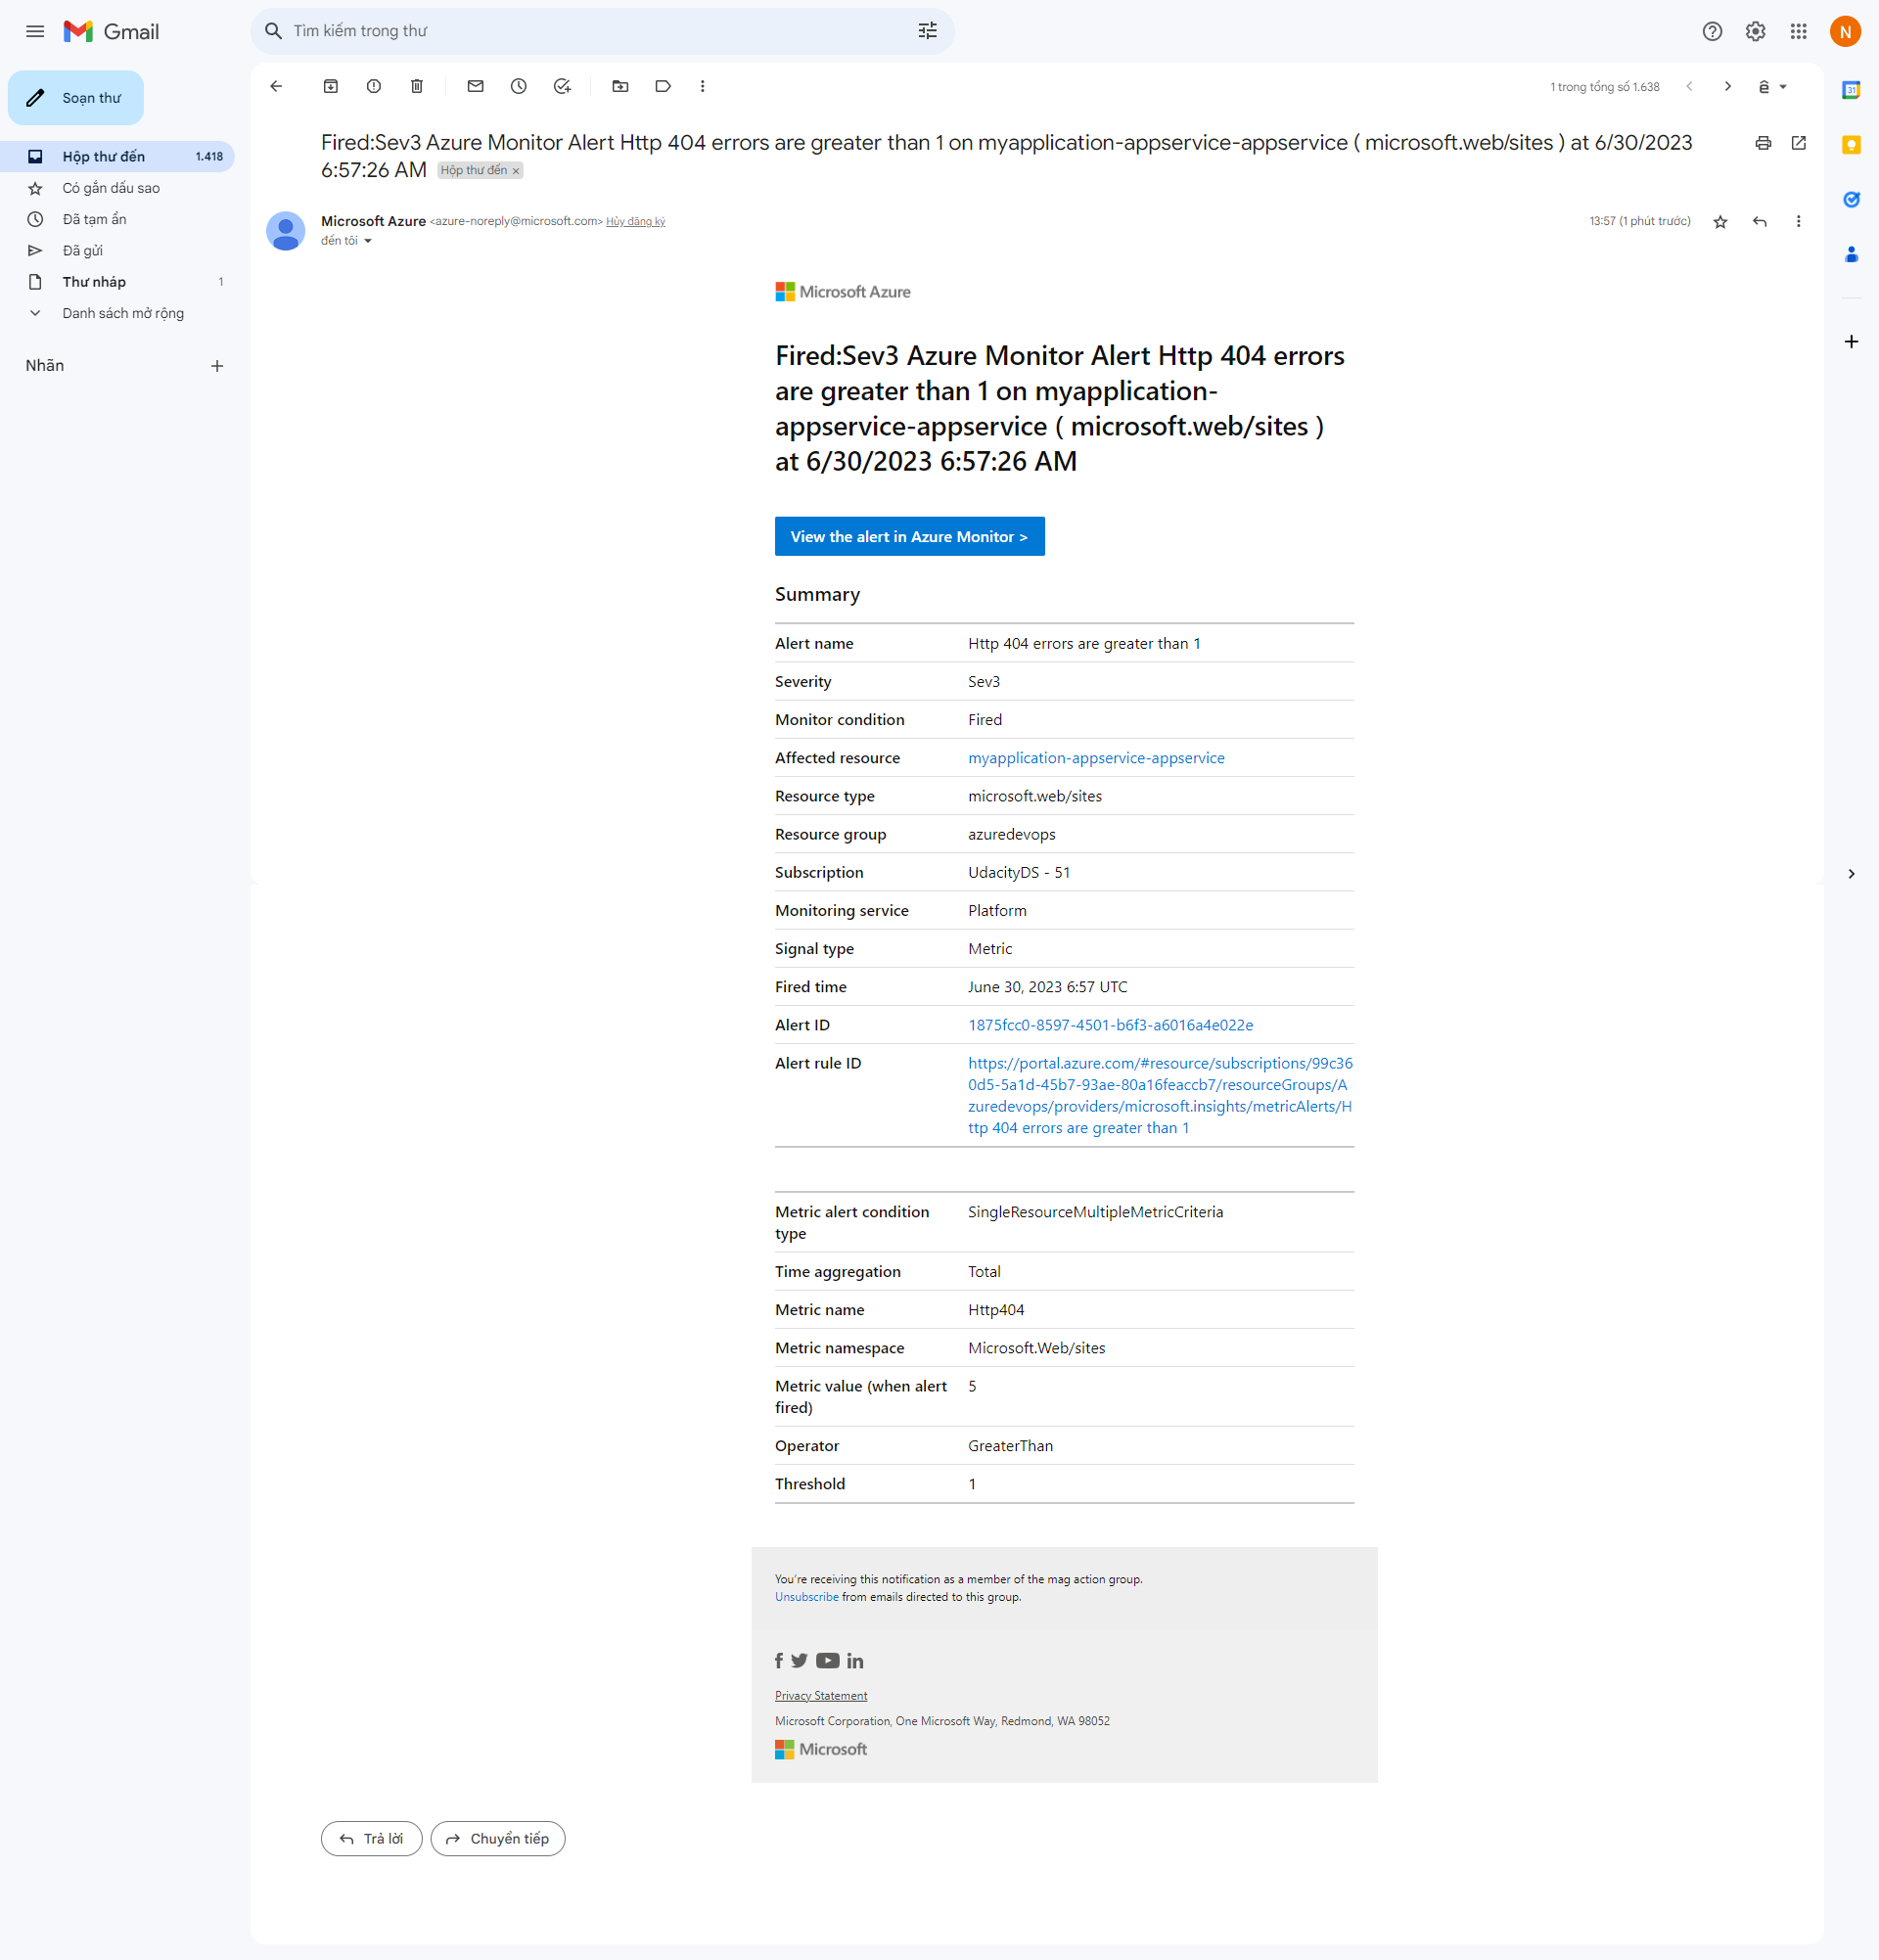 Gmail
Tìm kiếm trong thư
N
Soạn thư
Hộp thư đến 1.418
Có gắn dấu sao
Đã tạm ẩn
Đã gửi
Thư nháp 1
Danh sách mở rộng
Nhãn
1 trong tổng số 1.638
ê
31
Fired:Sev3 Azure Monitor Alert Http 404 errors are greater than 1 on myapplication-appservice-appservice ( microsoft.web/sites ) at 6/30/2023
6:57:26 AM Hộp thư đến ×
Microsoft Azure <azure-noreply@microsoft.com> Hủy đăng ký
13:57 (1 phút trước)
đến tôi
Microsoft Azure
Fired:Sev3 Azure Monitor Alert Http 404 errors
are greater than 1 on myapplication-
appservice-appservice ( microsoft.web/sites )
at 6/30/2023 6:57:26 AM
View the alert in Azure Monitor >
Summary
Alert name Http 404 errors are greater than 1
Severity Sev3
Monitor condition Fired
Affected resource myapplication-appservice-appservice
Resource type microsoft.web/sites
Resource group azuredevops
Subscription UdacityDS - 51
Monitoring service Platform
Signal type Metric
Fired time June 30, 2023 6:57 UTC
Alert ID 1875fcc0-8597-4501-b6f3-a6016a4e022e
Alert rule ID https://portal.azure.com/#resource/subscriptions/99c36
0d5-5a1d-45b7-93ae-80a16feaccb7/resourceGroups/A
zuredevops/providers/microsoft.insights/metricAlerts/H
ttp 404 errors are greater than 1
Metric alert condition SingleResourceMultipleMetricCriteria
type
Time aggregation Total
Metric name Http404
Metric namespace Microsoft.Web/sites
Metric value (when alert 5
fired)
Operator GreaterThan
Threshold 1
You're receiving this notification as a member of the mag action group.
Unsubscribe from emails directed to this group.
Privacy Statement
Microsoft Corporation, One Microsoft Way, Redmond, WA 98052
Microsoft
Trả lời
Chuyển tiếp